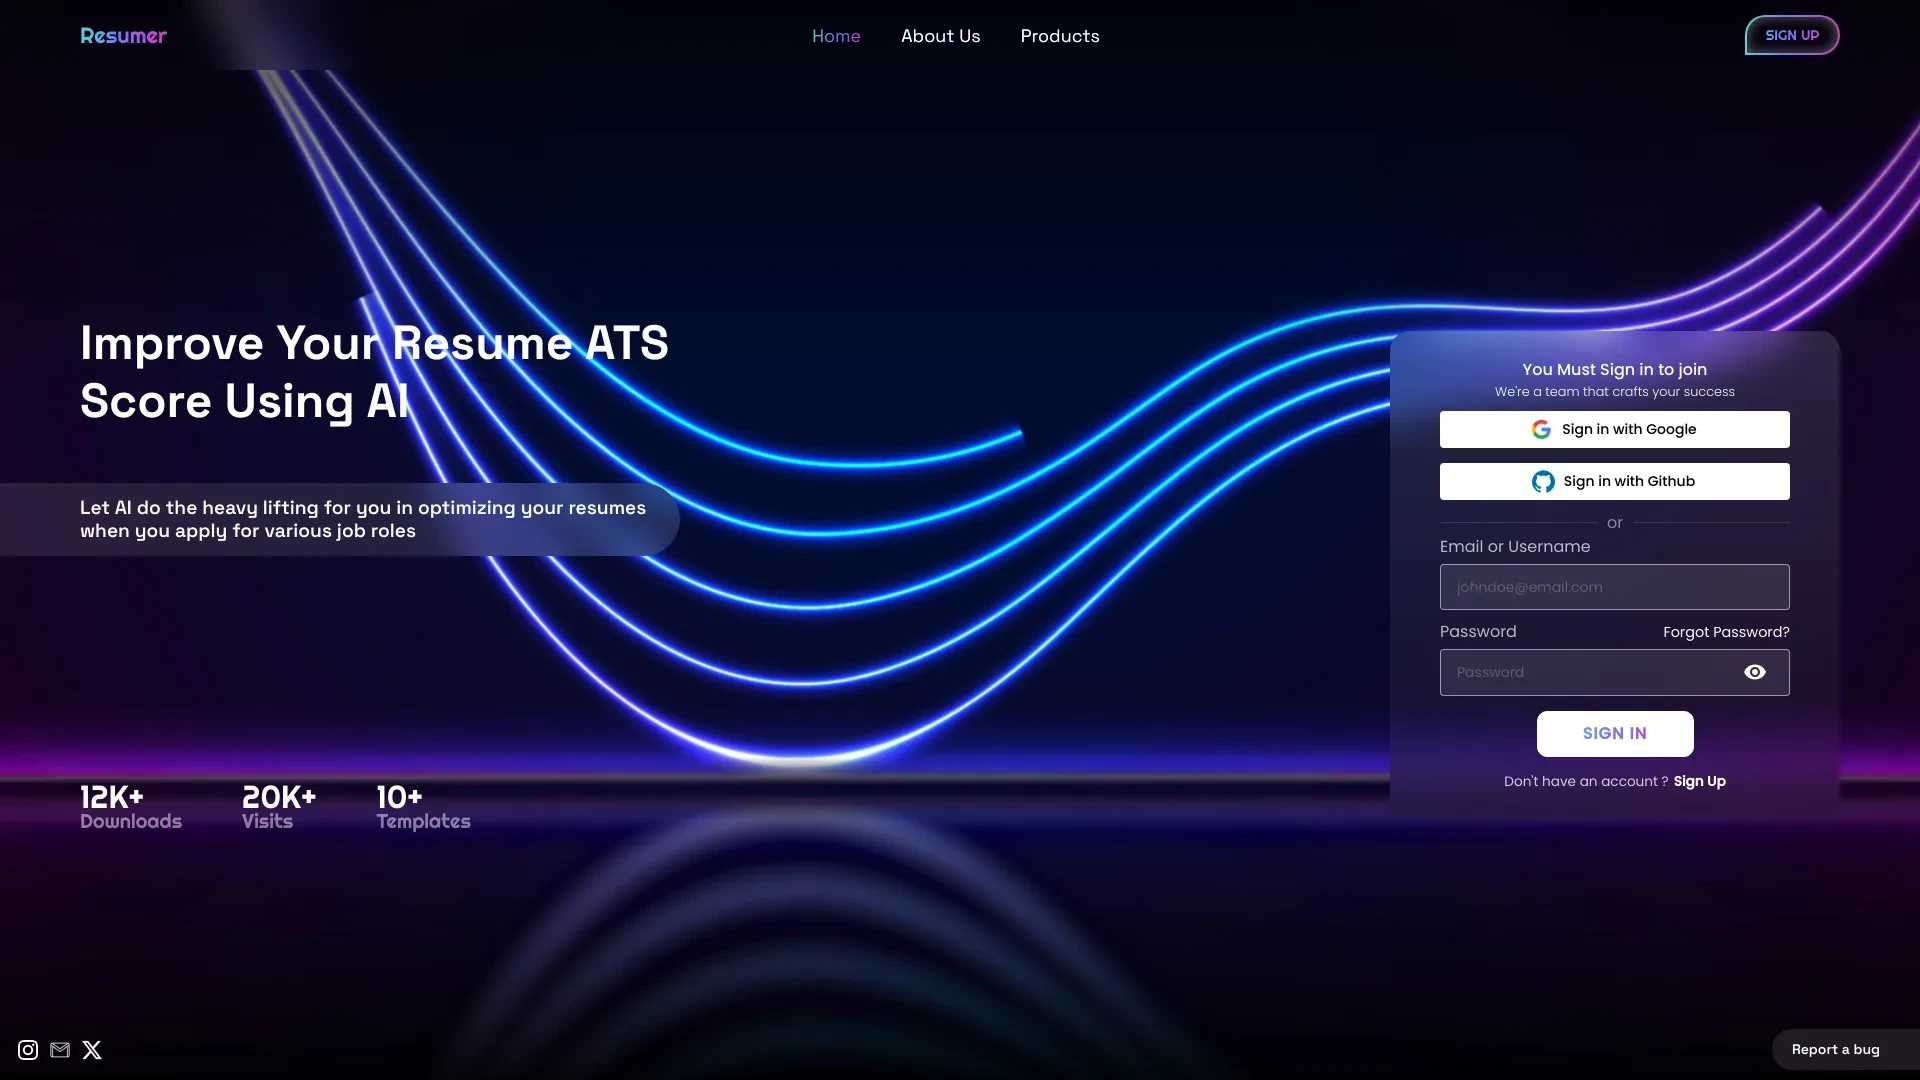 Resumer
Home
About Us
Products
SIGN UP
Improve Your Resume ATS
Score Using AI
Let AI do the heavy lifting for you in optimizing your resumes
when you apply for various job roles
12K+
Downloads
20K+
Visits
10+
Templates
You Must Sign in to join
We're a team that crafts your success
Sign in with Google
Sign in with Github
or
Email or Username
johndoe@email.com
Password
Forgot Password?
Password
SIGN IN
Don't have an account ? Sign Up
Report a bug